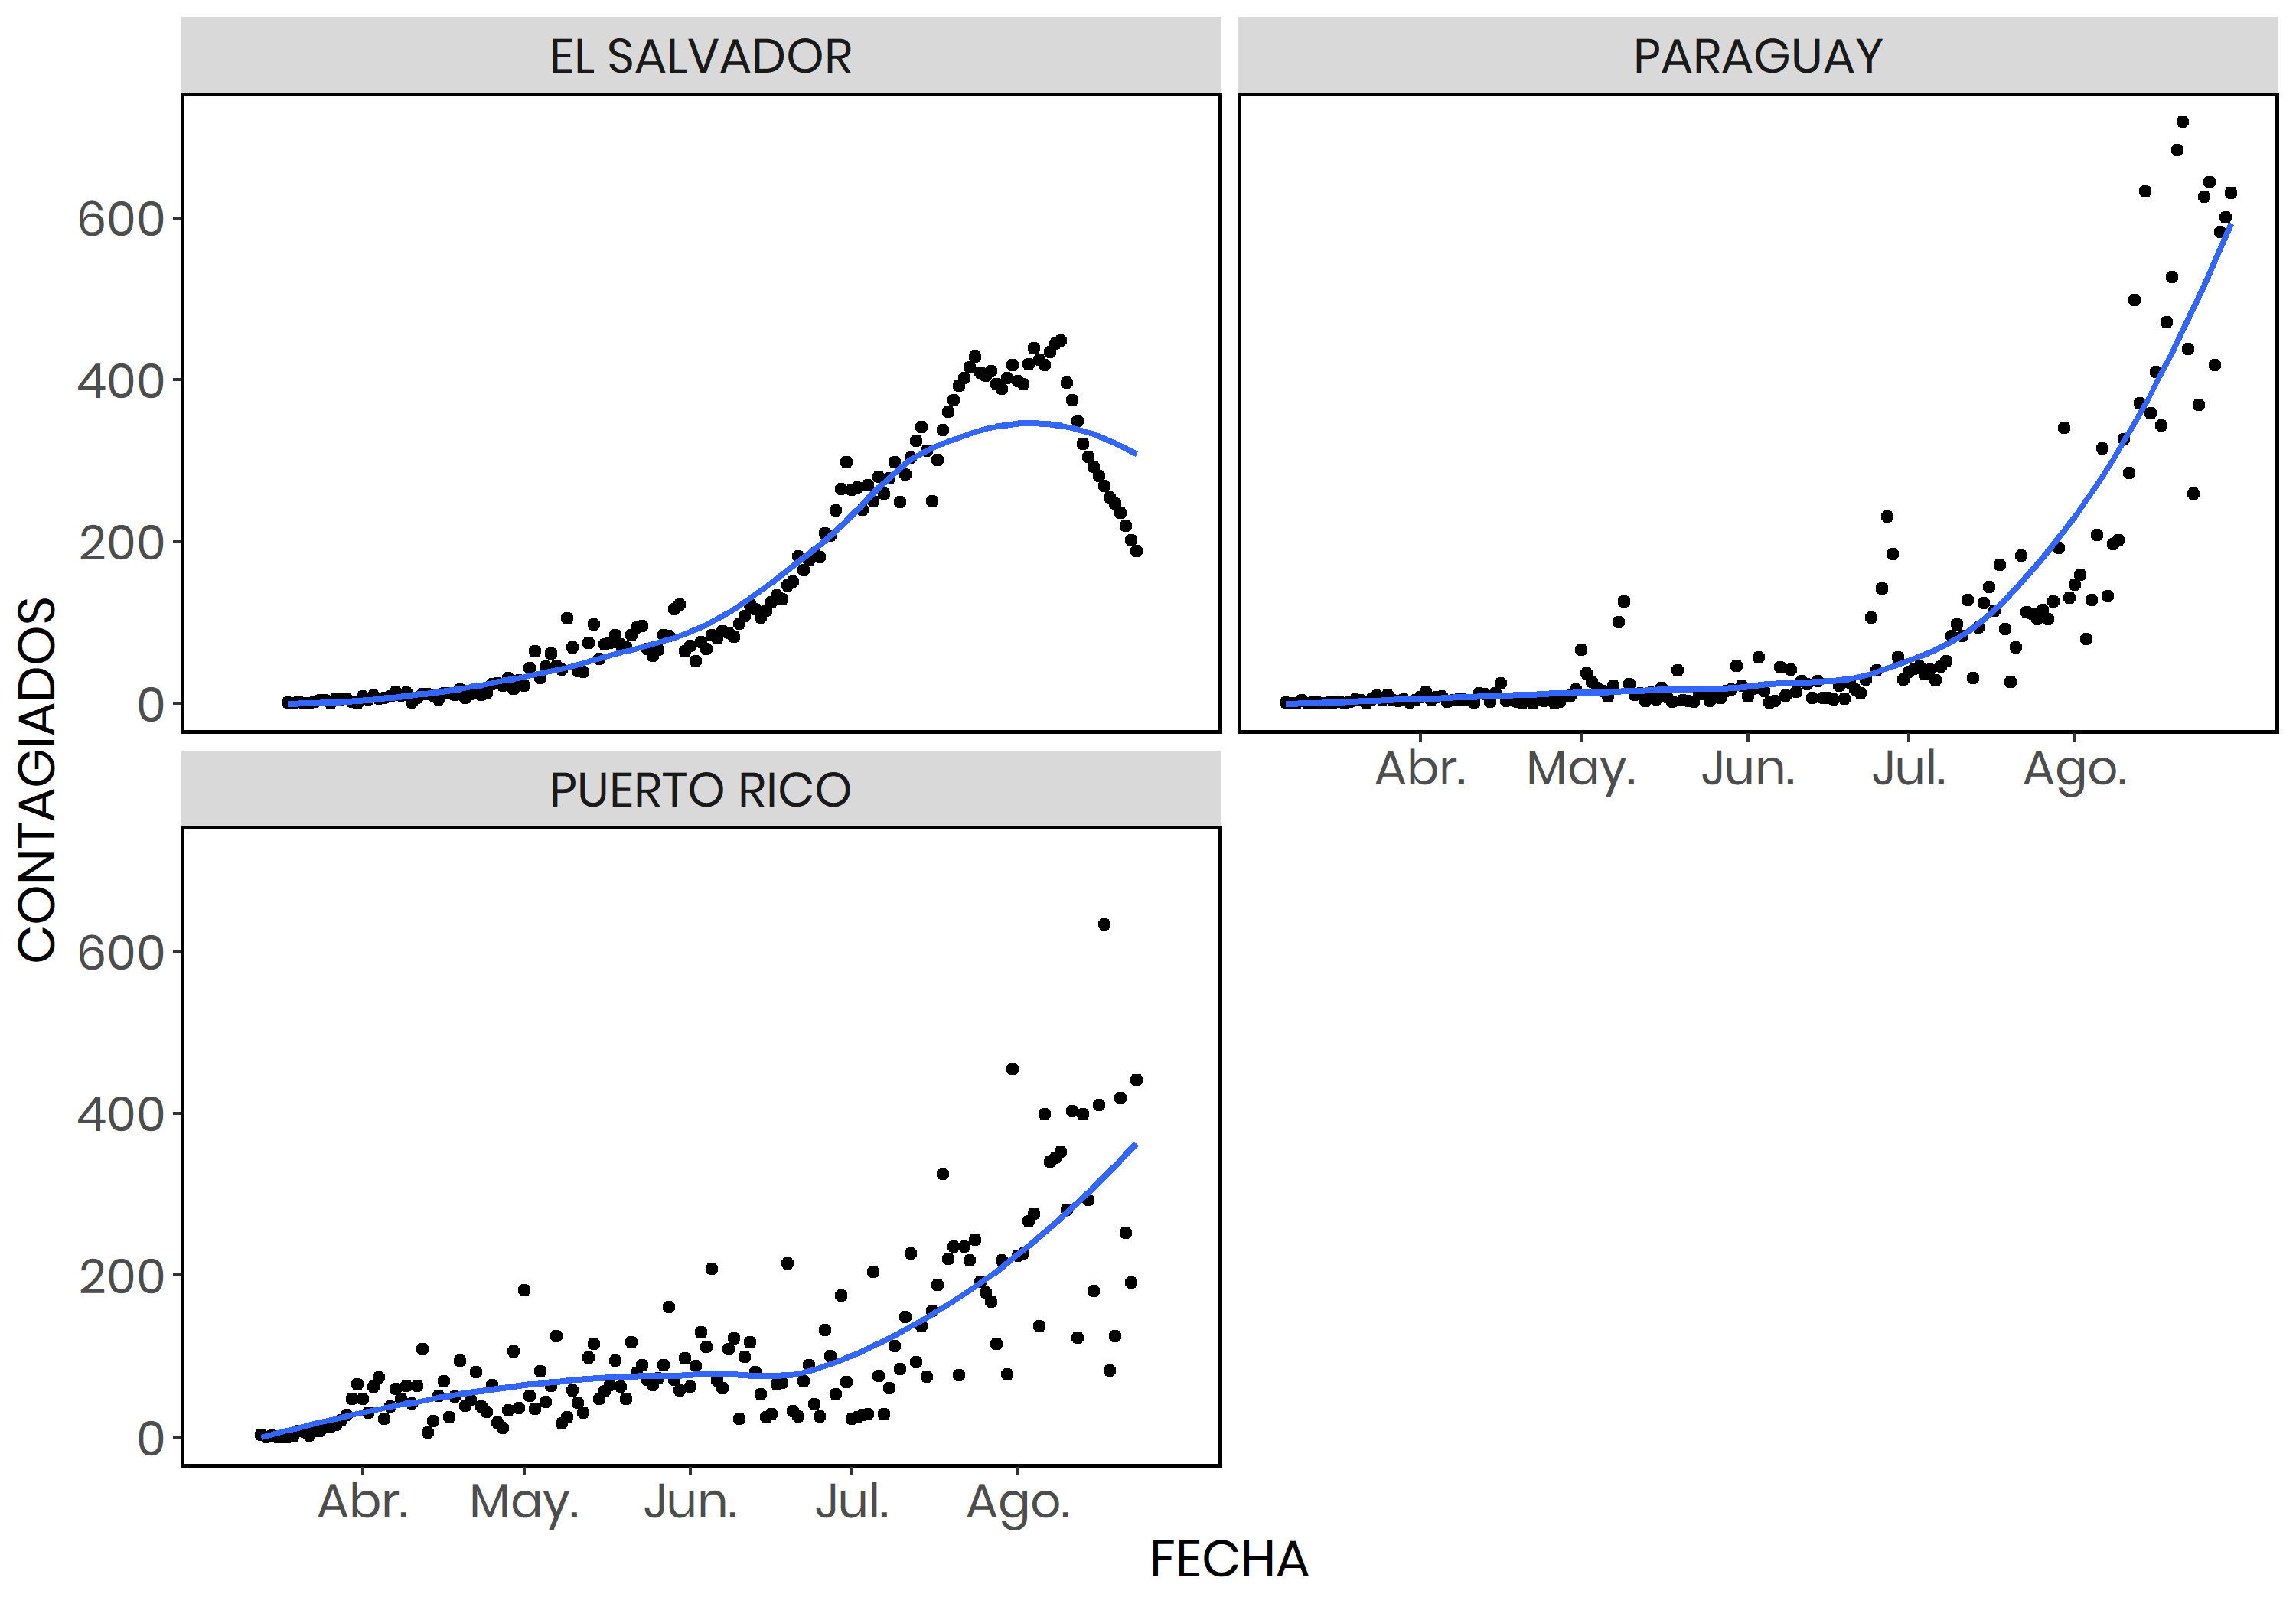 EL SALVADOR
PARAGUAY
600
400
200
0
Abr. May. Jun. Jul. Ago.
PUERTO RICO
600
400
200
0
Abr. May. Jun. Jul. Ago.
CONTAGIADOS
FECHA